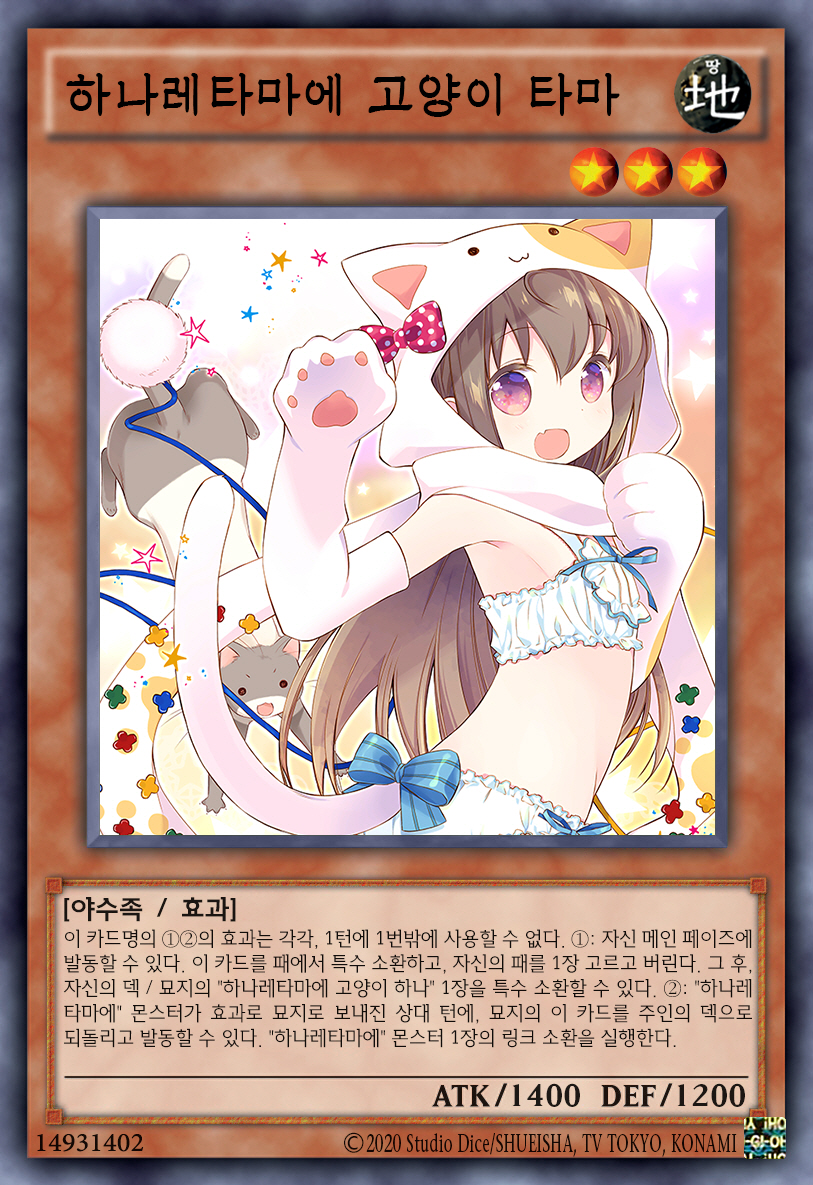 하나레타마에 고양이 타마
땅
地
[야수족 / 효과]
이 카드명의 ①②의 효과는 각각, 1턴에 1번밖에 사용할 수 없다. ①: 자신 메인 페이즈에
발동할 수 있다. 이 카드를 패에서 특수 소환하고, 자신의 패를 1장 고르고 버린다. 그 후,
자신의 덱 / 묘지의 "하나레타마에 고양이 하나" 1장을 특수 소환할 수 있다. ②: "하나레
타마에" 몬스터가 효과로 묘지로 보내진 상대 턴에, 묘지의 이 카드를 주인의 덱으로
되돌리고 발동할 수 있다. "하나레타마에" 몬스터 1장의 링크 소환을 실행한다.
ATK/1400 DEF/1200
14931402 ©2020 Studio Dice/SHUEISHA, TV TOKYO, KONAMI